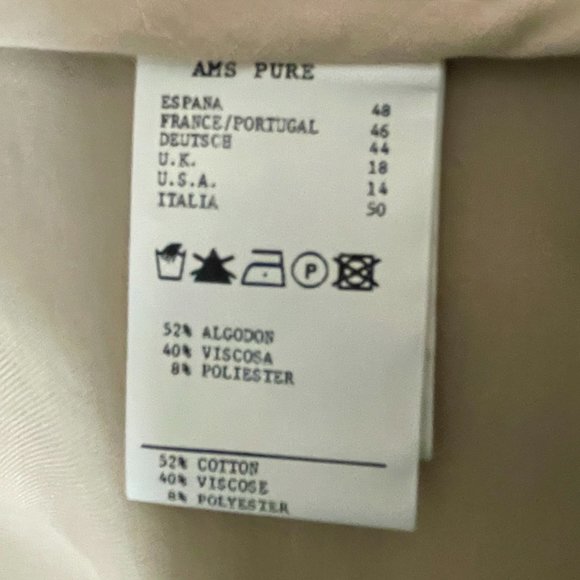 AMS PURE
ESPANA 48
FRANCE/PORTUGAL 46
DEUTSCH 44
U.K. 18
U.S.A. 14
ITALIA 50
P
52% ALGODON
40% VISCOSA
8% POLIESTER
52% COTTON
40% VISCOSE
8% POLYESTER